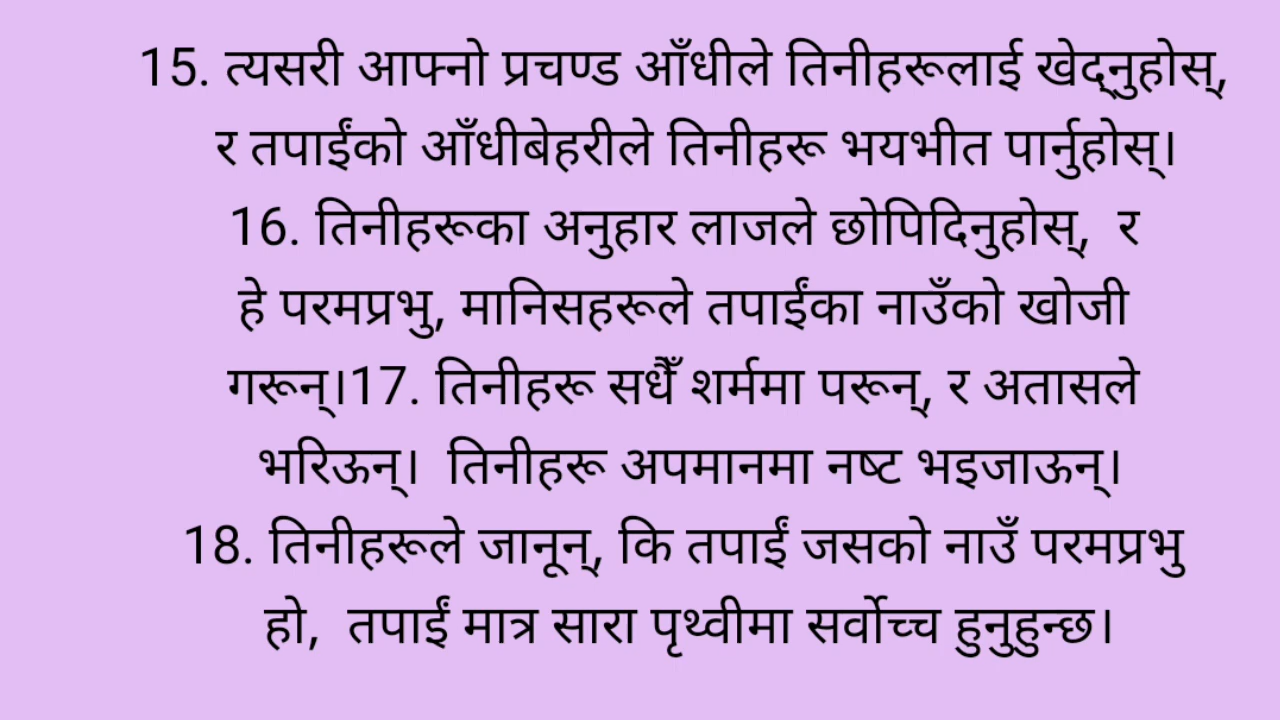 15. त्यसरी आफ्नो प्रचण्ड आँधीले तिनीहरूलाई खेद्नुहोस्,
र तपाईंको आँधीबेहरीले तिनीहरू भयभीत पार्नुहोस्।
16. तिनीहरूका अनुहार लाजले छोपिदिनुहोस्,  र
हे परमप्रभु, मानिसहरूले तपाईंका नाउँको खोजी
गरून्।17. तिनीहरू सधैँ शर्ममा परून्, र अतासले
भरिऊन्।  तिनीहरू अपमानमा नष्ट भइजाऊन्।
18. तिनीहरूले जानून्, कि तपाईं जसको नाउँ परमप्रभु
हो,  तपाईं मात्र सारा पृथ्वीमा सर्वोच्च हुनुहुन्छ।